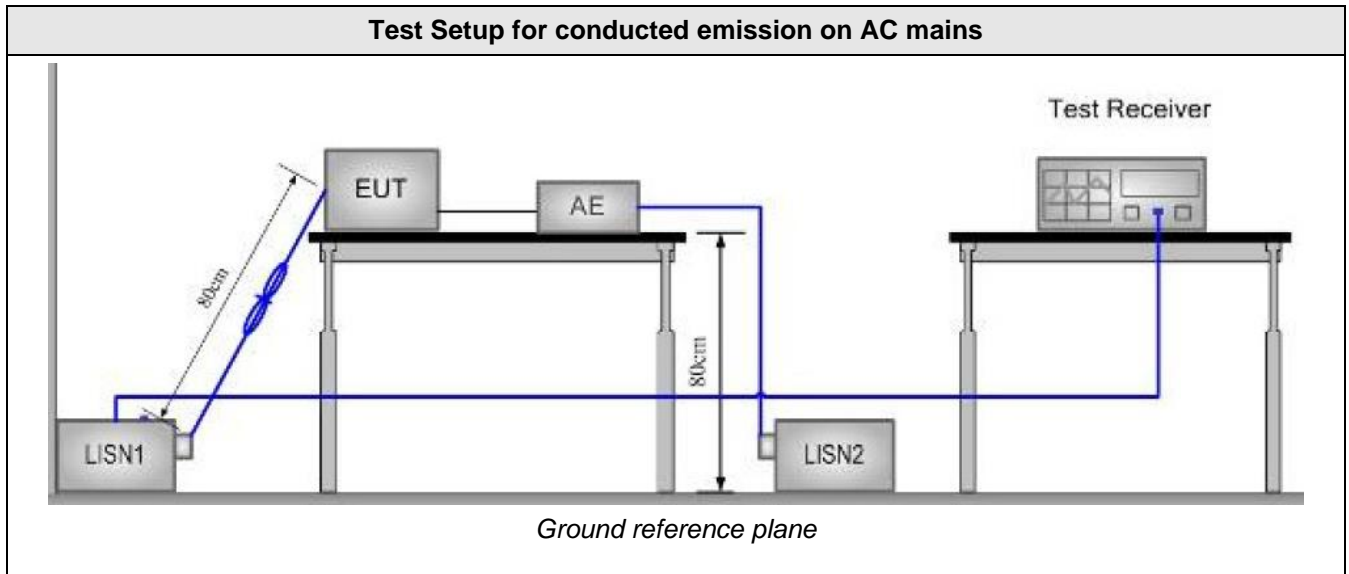 Test Setup for conducted emission on AC mains
Test Receiver
EUT
AE
80cm
80cm
LISN1
LISN2
Ground reference plane